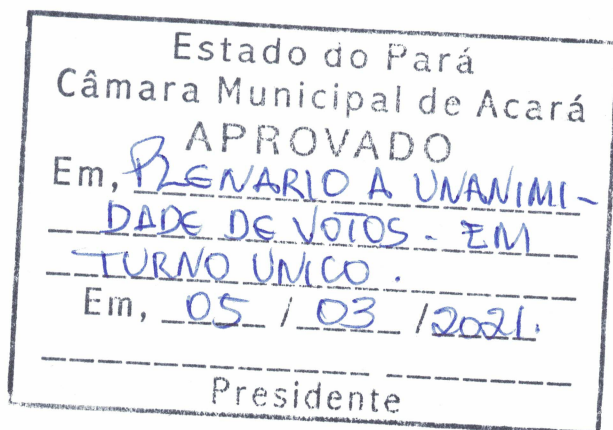 Estado do Pará
Câmara Municipal de Acará
APROVADO
Em, PLENARIO A UNANIMI-
DADE DE VOTOS - EM
TURNO UNICO.
Em, 05 / 03 /2021.
Presidente